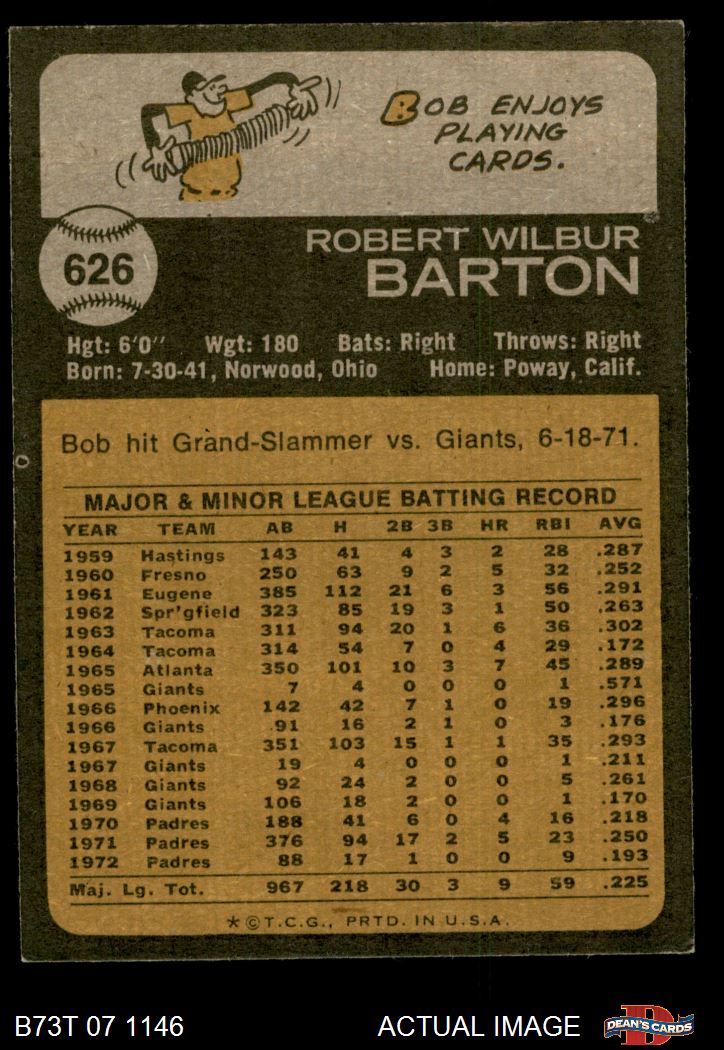 BOB ENJOYS
PLAYING
CARDS.
626
ROBERT WILBUR
BARTON
Hgt: 6'0" Wgt: 180 Bats: Right Throws: Right
Born: 7-30-41, Norwood, Ohio Home: Poway, Calif.
Bob hit Grand-Slammer vs. Giants, 6-18-71.
MAJOR & MINOR LEAGUE BATTING RECORD
YEAR TEAM AB H 2B 3B HR RBI AVG
1959 Hastings 143 41 4 3 2 28 .287
1960 Fresno 250 63 9 2 5 32 .252
1961 Eugene 385 112 21 6 3 56 .291
1962 Spr'gfield 323 85 19 3 1 50 .263
1963 Tacoma 311 94 20 1 6 36 .302
1964 Tacoma 314 54 7 0 4 29 .172
1965 Atlanta 350 101 10 3 7 45 .289
1965 Giants 7 4 0 0 0 1 .571
1966 Phoenix 142 42 7 1 0 19 .296
1966 Giants 91 16 2 1 0 3 .176
1967 Tacoma 351 103 15 1 1 35 .293
1967 Giants 19 4 0 0 0 1 .211
1968 Giants 92 24 2 0 0 5 .261
1969 Giants 106 18 2 0 0 1 .170
1970 Padres 188 41 6 0 4 16 .218
1971 Padres 376 94 17 2 5 23 .250
1972 Padres 88 17 1 0 0 9 .193
Maj. Lg. Tot. 967 218 30 3 9 59 .225
*©T.C.G., PRTD. IN U.S.A.
B73T 07 1146 ACTUAL IMAGE
D
DEAN'S CARDS